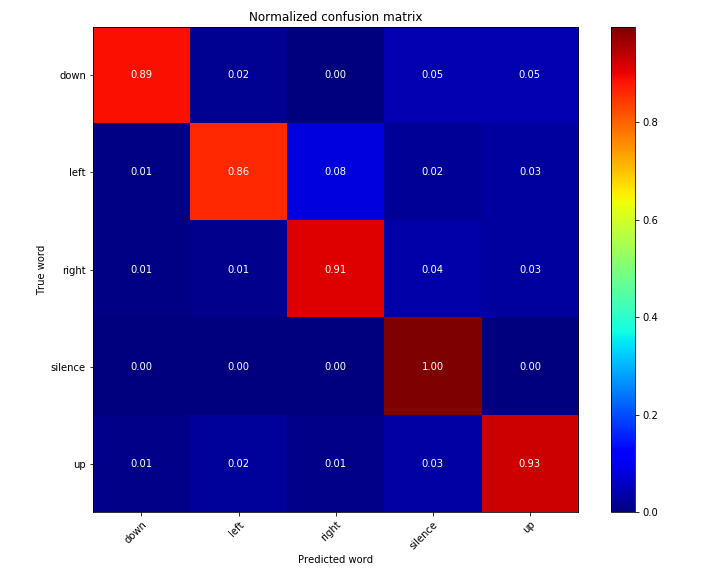 Normalized confusion matrix
down 0.89 0.02 0.00 0.05 0.05
left 0.01 0.86 0.08 0.02 0.03
right 0.01 0.01 0.91 0.04 0.03
silence 0.00 0.00 0.00 1.00 0.00
up 0.01 0.02 0.01 0.03 0.93
down left right silence up
Predicted word
True word
0.8
0.6
0.4
0.2
0.0